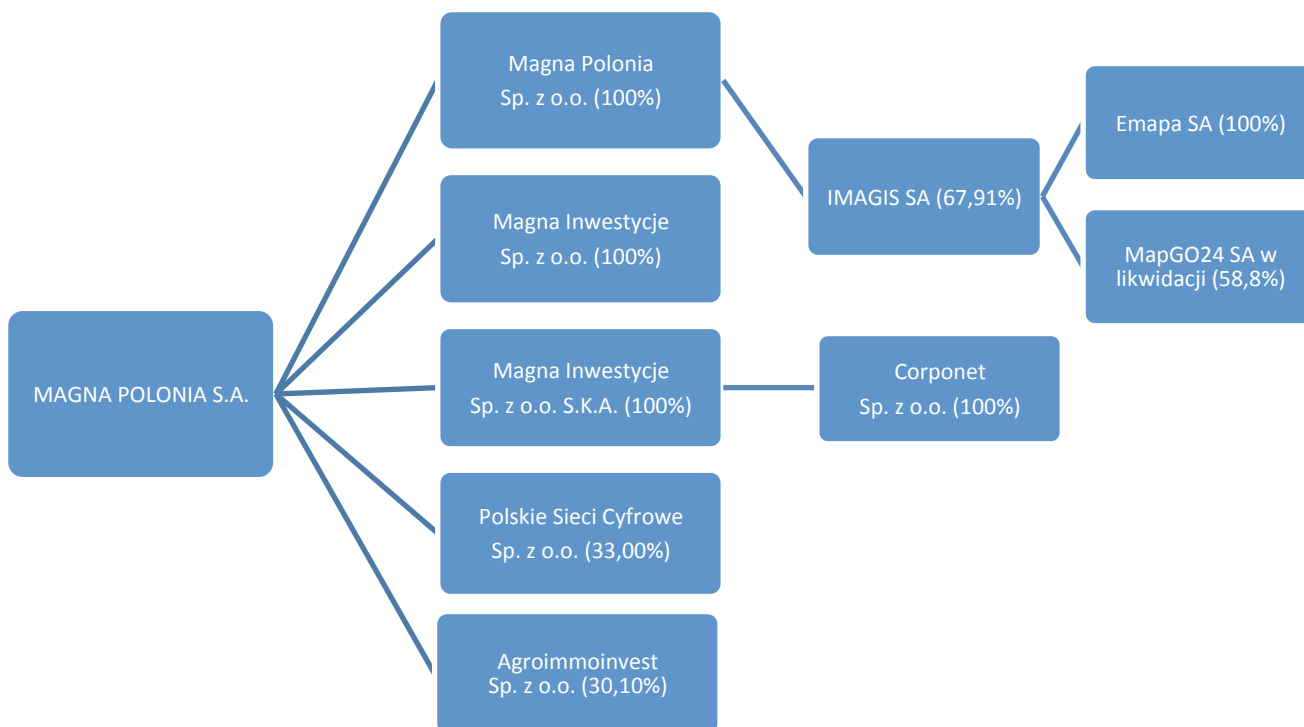 MAGNA POLONIA S.A.
Magna Polonia
Sp. z o.o. (100%)
Magna Inwestycje
Sp. z o.o. (100%)
Magna Inwestycje
Sp. z o.o. S.K.A. (100%)
Polskie Sieci Cyfrowe
Sp. z o.o. (33,00%)
Agroimmoinvest
Sp. z o.o. (30,10%)
IMAGIS SA (67,91%)
Corponet
Sp. z o.o. (100%)
Emapa SA (100%)
MapGO24 SA w
likwidacji (58,8%)